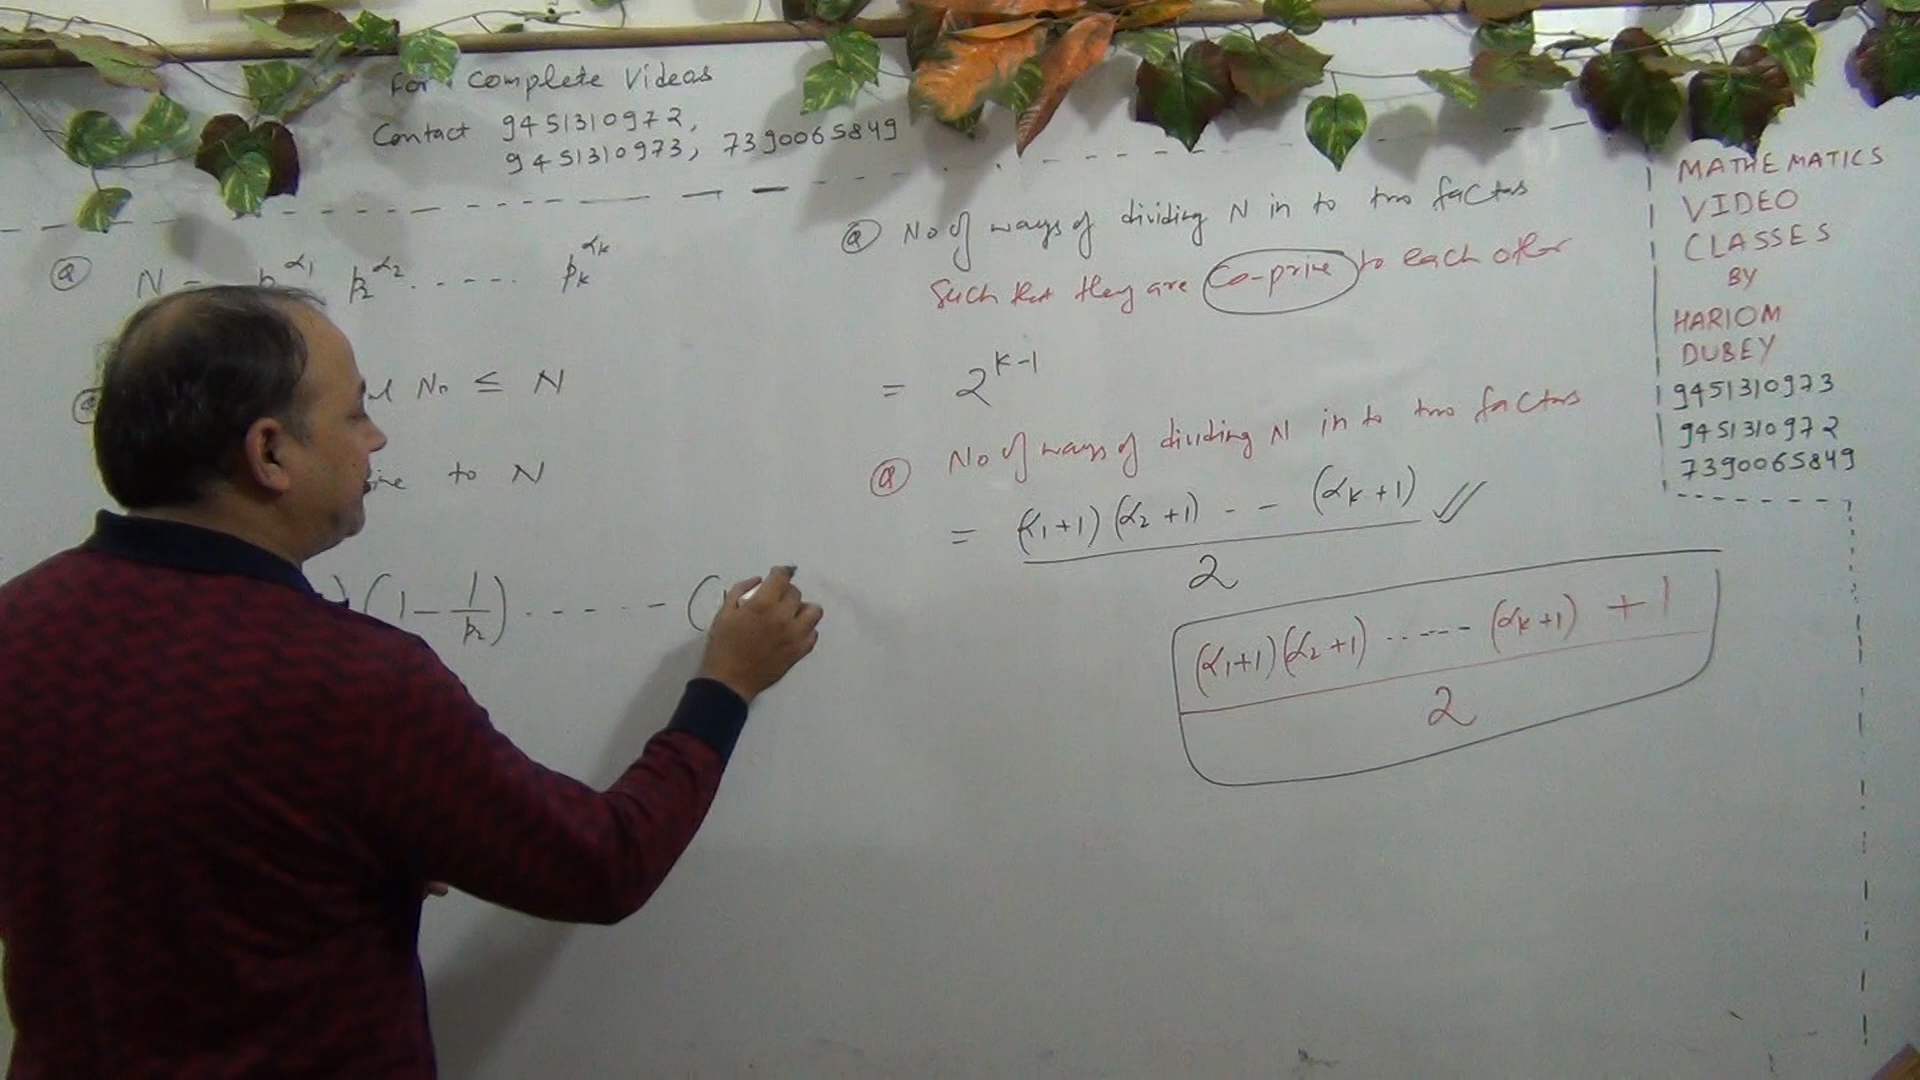 For Complete Videos
Contact 9451310972,
9451310973, 7390065849
Q N = p₁^α₁ p₂^α₂ ...... pₖ^αₖ
No ≤ N
to N
(1 - 1/p₂) ...... (1
Q No of ways of dividing N in to two factors
Such that they are Co-prime to each other
= 2^(k-1)
Q No of ways of dividing N in to two factors
= (α₁+1)(α₂+1) -- (αₖ+1)
2
(α₁+1)(α₂+1) ...... (αₖ+1) + 1
2
MATHEMATICS
VIDEO
CLASSES
BY
HARIOM
DUBEY
9451310973
9451310972
7390065849